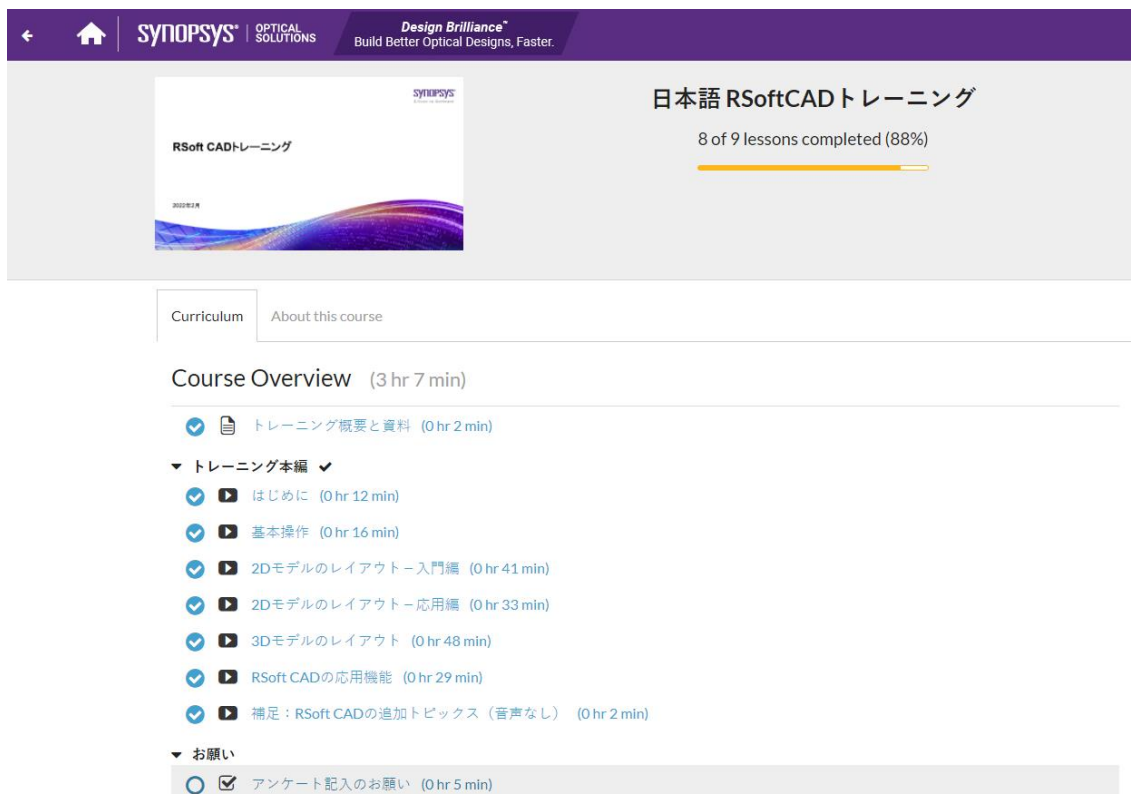 SYNOPSYS® | OPTICAL SOLUTIONS
Design Brilliance™
Build Better Optical Designs, Faster.
SYNOPSYS®
RSoft CADトレーニング
2022年2月
日本語 RSoftCADトレーニング
8 of 9 lessons completed (88%)
Curriculum
About this course
Course Overview (3 hr 7 min)
トレーニング概要と資料 (0 hr 2 min)
トレーニング本編
はじめに (0 hr 12 min)
基本操作 (0 hr 16 min)
2Dモデルのレイアウト－入門編 (0 hr 41 min)
2Dモデルのレイアウト－応用編 (0 hr 33 min)
3Dモデルのレイアウト (0 hr 48 min)
RSoft CADの応用機能 (0 hr 29 min)
補足：RSoft CADの追加トピックス（音声なし） (0 hr 2 min)
お願い
アンケート記入のお願い (0 hr 5 min)